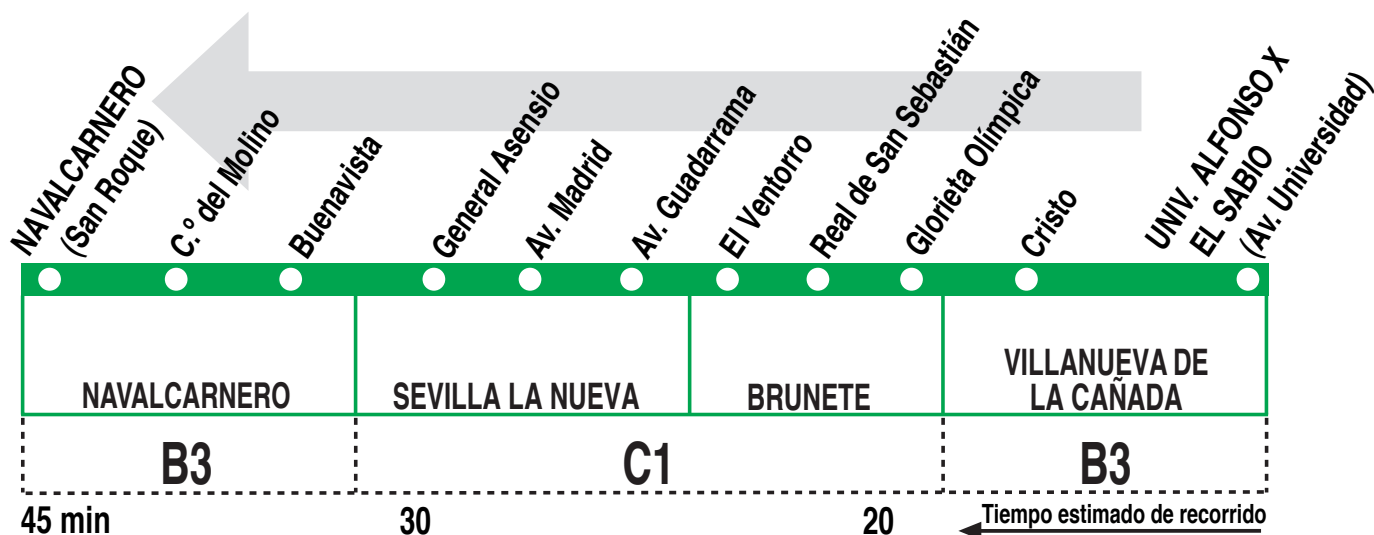 NAVALCARNERO
(San Roque)
C.º del Molino
Buenavista
General Asensio
Av. Madrid
Av. Guadarrama
El Ventorro
Real de San Sebastián
Glorieta Olímpica
Cristo
UNIV. ALFONSO X
EL SABIO
(Av. Universidad)
NAVALCARNERO
SEVILLA LA NUEVA
BRUNETE
VILLANUEVA DE
LA CAÑADA
B3
C1
B3
45 min
30
20
Tiempo estimado de recorrido